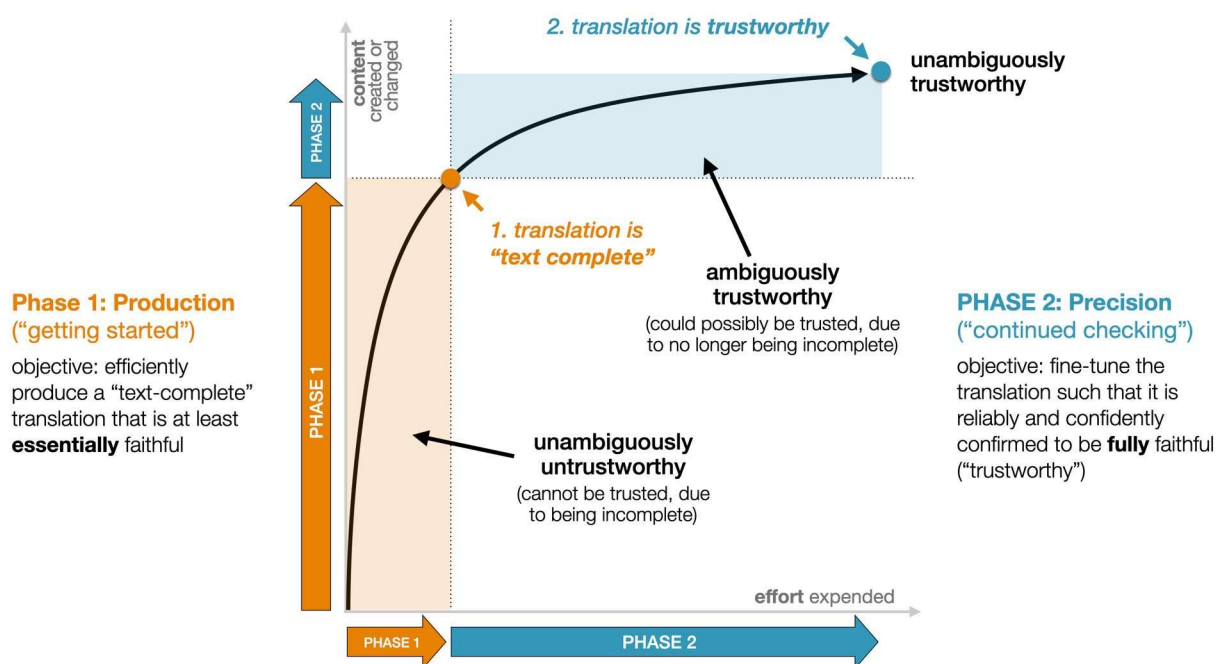 2. translation is trustworthy
content
created or
changed
unambiguously
trustworthy
PHASE 2
1. translation is
“text complete”
ambiguously
trustworthy
(could possibly be trusted, due
to no longer being incomplete)
Phase 1: Production
(“getting started”)
objective: efficiently
produce a “text-complete”
translation that is at least
essentially faithful
PHASE 1
PHASE 2: Precision
(“continued checking”)
objective: fine-tune the
translation such that it is
reliably and confidently
confirmed to be fully faithful
(“trustworthy”)
unambiguously
untrustworthy
(cannot be trusted, due
to being incomplete)
effort expended
PHASE 1
PHASE 2